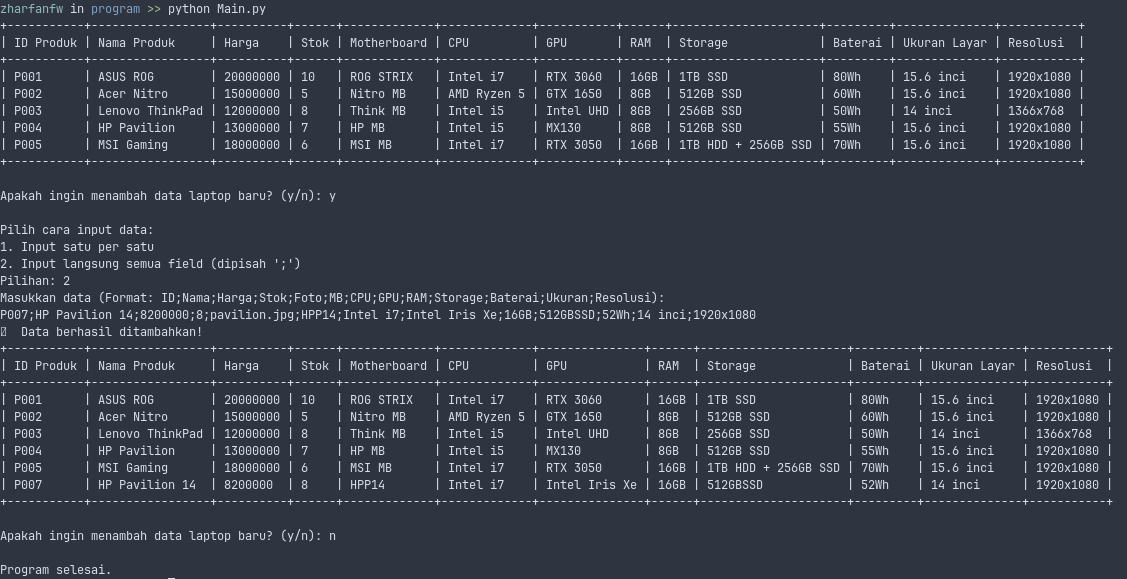 zharfanfw in program >> python Main.py
+-----------+-----------------+----------+------+-------------+-------------+-----------+------+---------------------+---------+--------------+-----------+
| ID Produk | Nama Produk     | Harga    | Stok | Motherboard | CPU         | GPU       | RAM  | Storage             | Baterai | Ukuran Layar | Resolusi  |
+-----------+-----------------+----------+------+-------------+-------------+-----------+------+---------------------+---------+--------------+-----------+
| P001      | ASUS ROG        | 20000000 | 10   | ROG STRIX   | Intel i7    | RTX 3060  | 16GB | 1TB SSD             | 80Wh    | 15.6 inci    | 1920x1080 |
| P002      | Acer Nitro      | 15000000 | 5    | Nitro MB    | AMD Ryzen 5 | GTX 1650  | 8GB  | 512GB SSD           | 60Wh    | 15.6 inci    | 1920x1080 |
| P003      | Lenovo ThinkPad | 12000000 | 8    | Think MB    | Intel i5    | Intel UHD | 8GB  | 256GB SSD           | 50Wh    | 14 inci      | 1366x768  |
| P004      | HP Pavilion     | 13000000 | 7    | HP MB       | Intel i5    | MX130     | 8GB  | 512GB SSD           | 55Wh    | 15.6 inci    | 1920x1080 |
| P005      | MSI Gaming      | 18000000 | 6    | MSI MB      | Intel i7    | RTX 3050  | 16GB | 1TB HDD + 256GB SSD | 70Wh    | 15.6 inci    | 1920x1080 |
+-----------+-----------------+----------+------+-------------+-------------+-----------+------+---------------------+---------+--------------+-----------+
Apakah ingin menambah data laptop baru? (y/n): y
Pilih cara input data:
1. Input satu per satu
2. Input langsung semua field (dipisah ';')
Pilihan: 2
Masukkan data (Format: ID;Nama;Harga;Stok;Foto;MB;CPU;GPU;RAM;Storage;Baterai;Ukuran;Resolusi):
P007;HP Pavilion 14;8200000;8;pavilion.jpg;HPP14;Intel i7;Intel Iris Xe;16GB;512GBSSD;52Wh;14 inci;1920x1080
Data berhasil ditambahkan!
+-----------+-----------------+----------+------+-------------+-------------+---------------+------+---------------------+---------+--------------+-----------+
| ID Produk | Nama Produk     | Harga    | Stok | Motherboard | CPU         | GPU           | RAM  | Storage             | Baterai | Ukuran Layar | Resolusi  |
+-----------+-----------------+----------+------+-------------+-------------+---------------+------+---------------------+---------+--------------+-----------+
| P001      | ASUS ROG        | 20000000 | 10   | ROG STRIX   | Intel i7    | RTX 3060      | 16GB | 1TB SSD             | 80Wh    | 15.6 inci    | 1920x1080 |
| P002      | Acer Nitro      | 15000000 | 5    | Nitro MB    | AMD Ryzen 5 | GTX 1650      | 8GB  | 512GB SSD           | 60Wh    | 15.6 inci    | 1920x1080 |
| P003      | Lenovo ThinkPad | 12000000 | 8    | Think MB    | Intel i5    | Intel UHD     | 8GB  | 256GB SSD           | 50Wh    | 14 inci      | 1366x768  |
| P004      | HP Pavilion     | 13000000 | 7    | HP MB       | Intel i5    | MX130         | 8GB  | 512GB SSD           | 55Wh    | 15.6 inci    | 1920x1080 |
| P005      | MSI Gaming      | 18000000 | 6    | MSI MB      | Intel i7    | RTX 3050      | 16GB | 1TB HDD + 256GB SSD | 70Wh    | 15.6 inci    | 1920x1080 |
| P007      | HP Pavilion 14  | 8200000  | 8    | HPP14       | Intel i7    | Intel Iris Xe | 16GB | 512GBSSD            | 52Wh    | 14 inci      | 1920x1080 |
+-----------+-----------------+----------+------+-------------+-------------+---------------+------+---------------------+---------+--------------+-----------+
Apakah ingin menambah data laptop baru? (y/n): n
Program selesai.